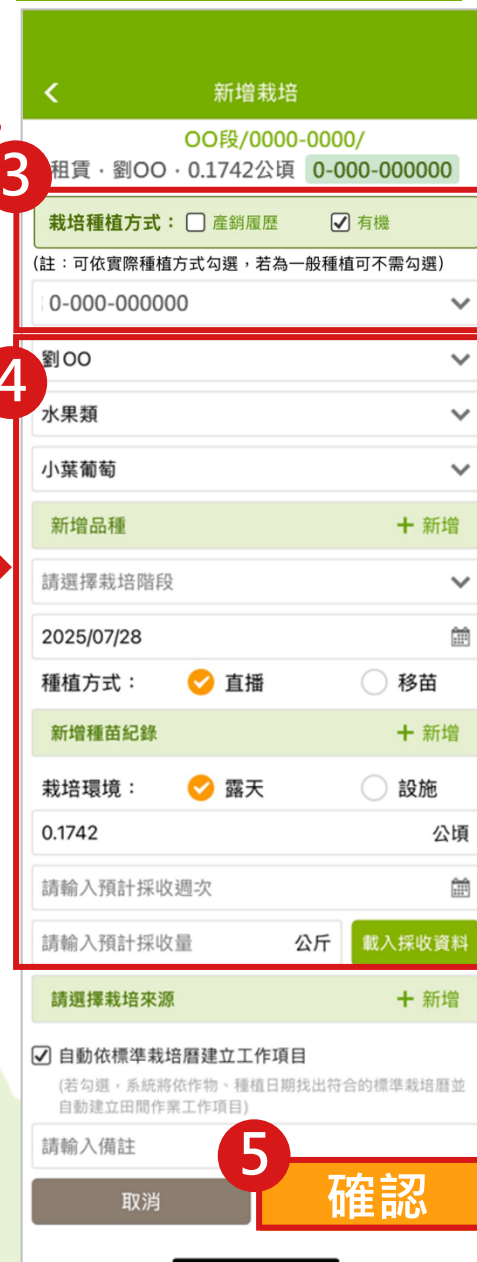 新增栽培
OO段/0000-0000/
3
租賃．劉OO．0.1742公頃 0-000-000000
栽培種植方式： 產銷履歷 有機
(註：可依實際種植方式勾選，若為一般種植可不需勾選)
0-000-000000
4
劉OO
水果類
小葉葡萄
新增品種 + 新增
請選擇栽培階段
2025/07/28
種植方式： 直播 移苗
新增種苗紀錄 + 新增
栽培環境： 露天 設施
0.1742 公頃
請輸入預計採收週次
請輸入預計採收量 公斤 載入採收資料
請選擇栽培來源 + 新增
自動依標準栽培曆建立工作項目
(若勾選，系統將依作物、種植日期找出符合的標準栽培曆並
自動建立田間作業工作項目)
請輸入備註
5
取消 確認